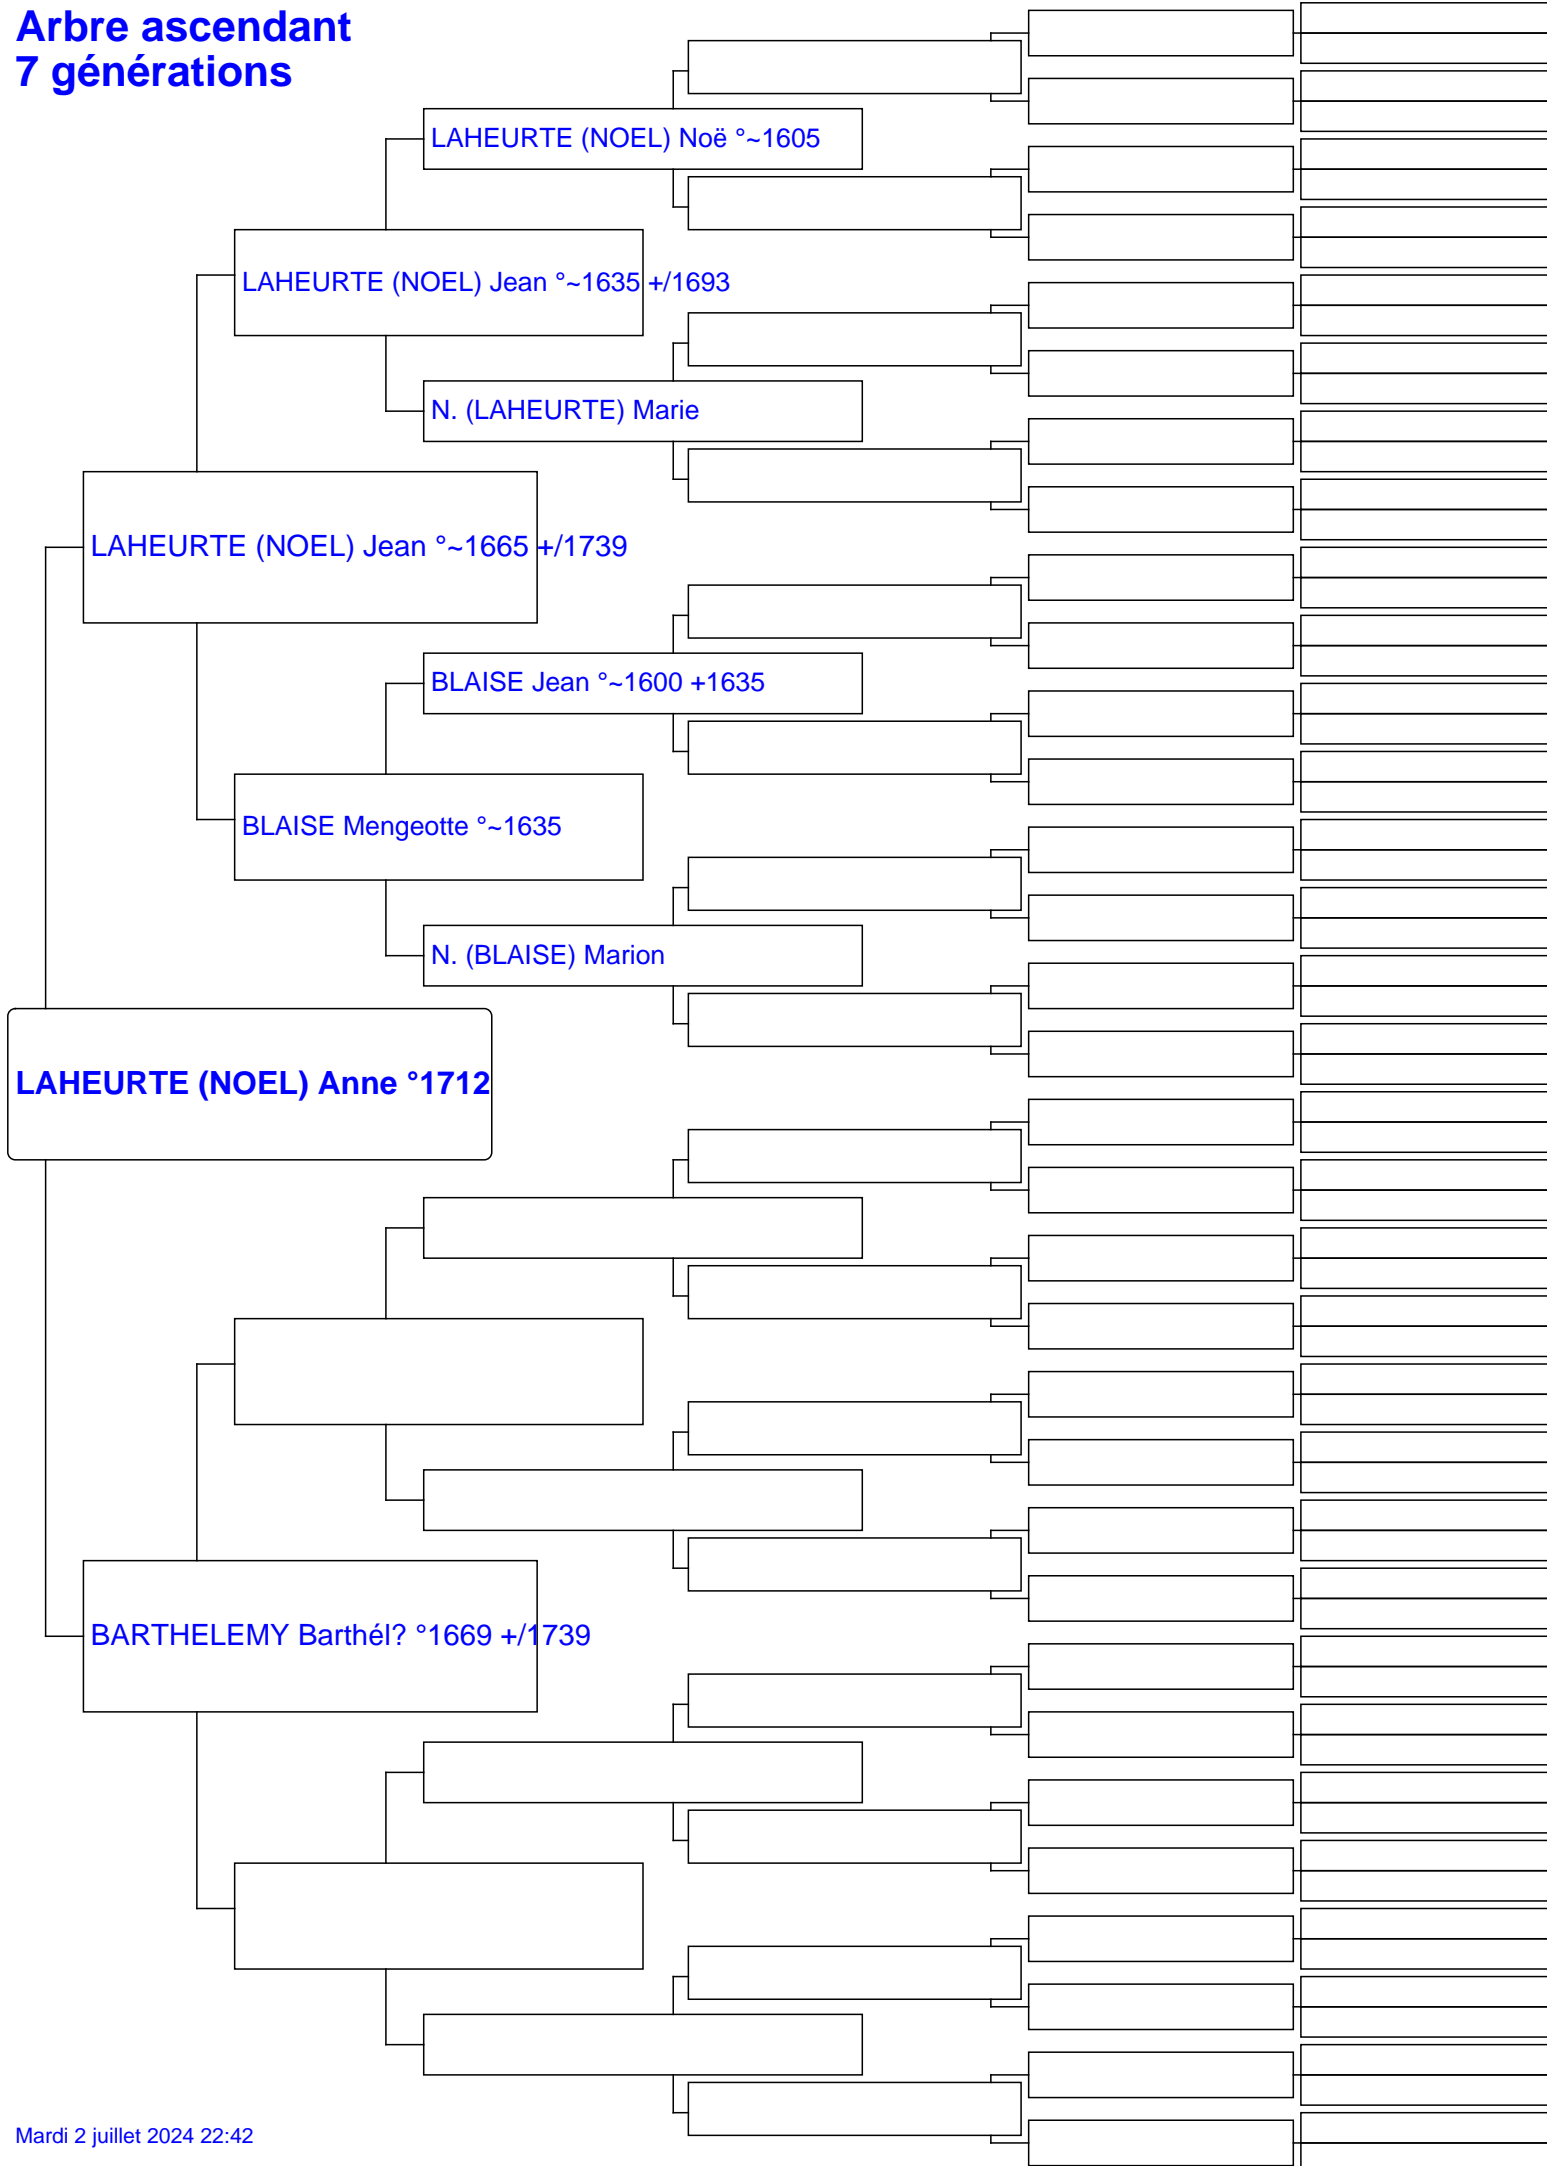 Arbre ascendant
7 générations
LAHEURTE (NOEL) Noë °~1605
LAHEURTE (NOEL) Jean °~1635 +/1693
N. (LAHEURTE) Marie
LAHEURTE (NOEL) Jean °~1665 +/1739
BLAISE Jean °~1600 +1635
BLAISE Mengeotte °~1635
N. (BLAISE) Marion
LAHEURTE (NOEL) Anne °1712
BARTHELEMY Barthél? °1669 +/1739
Mardi 2 juillet 2024 22:42